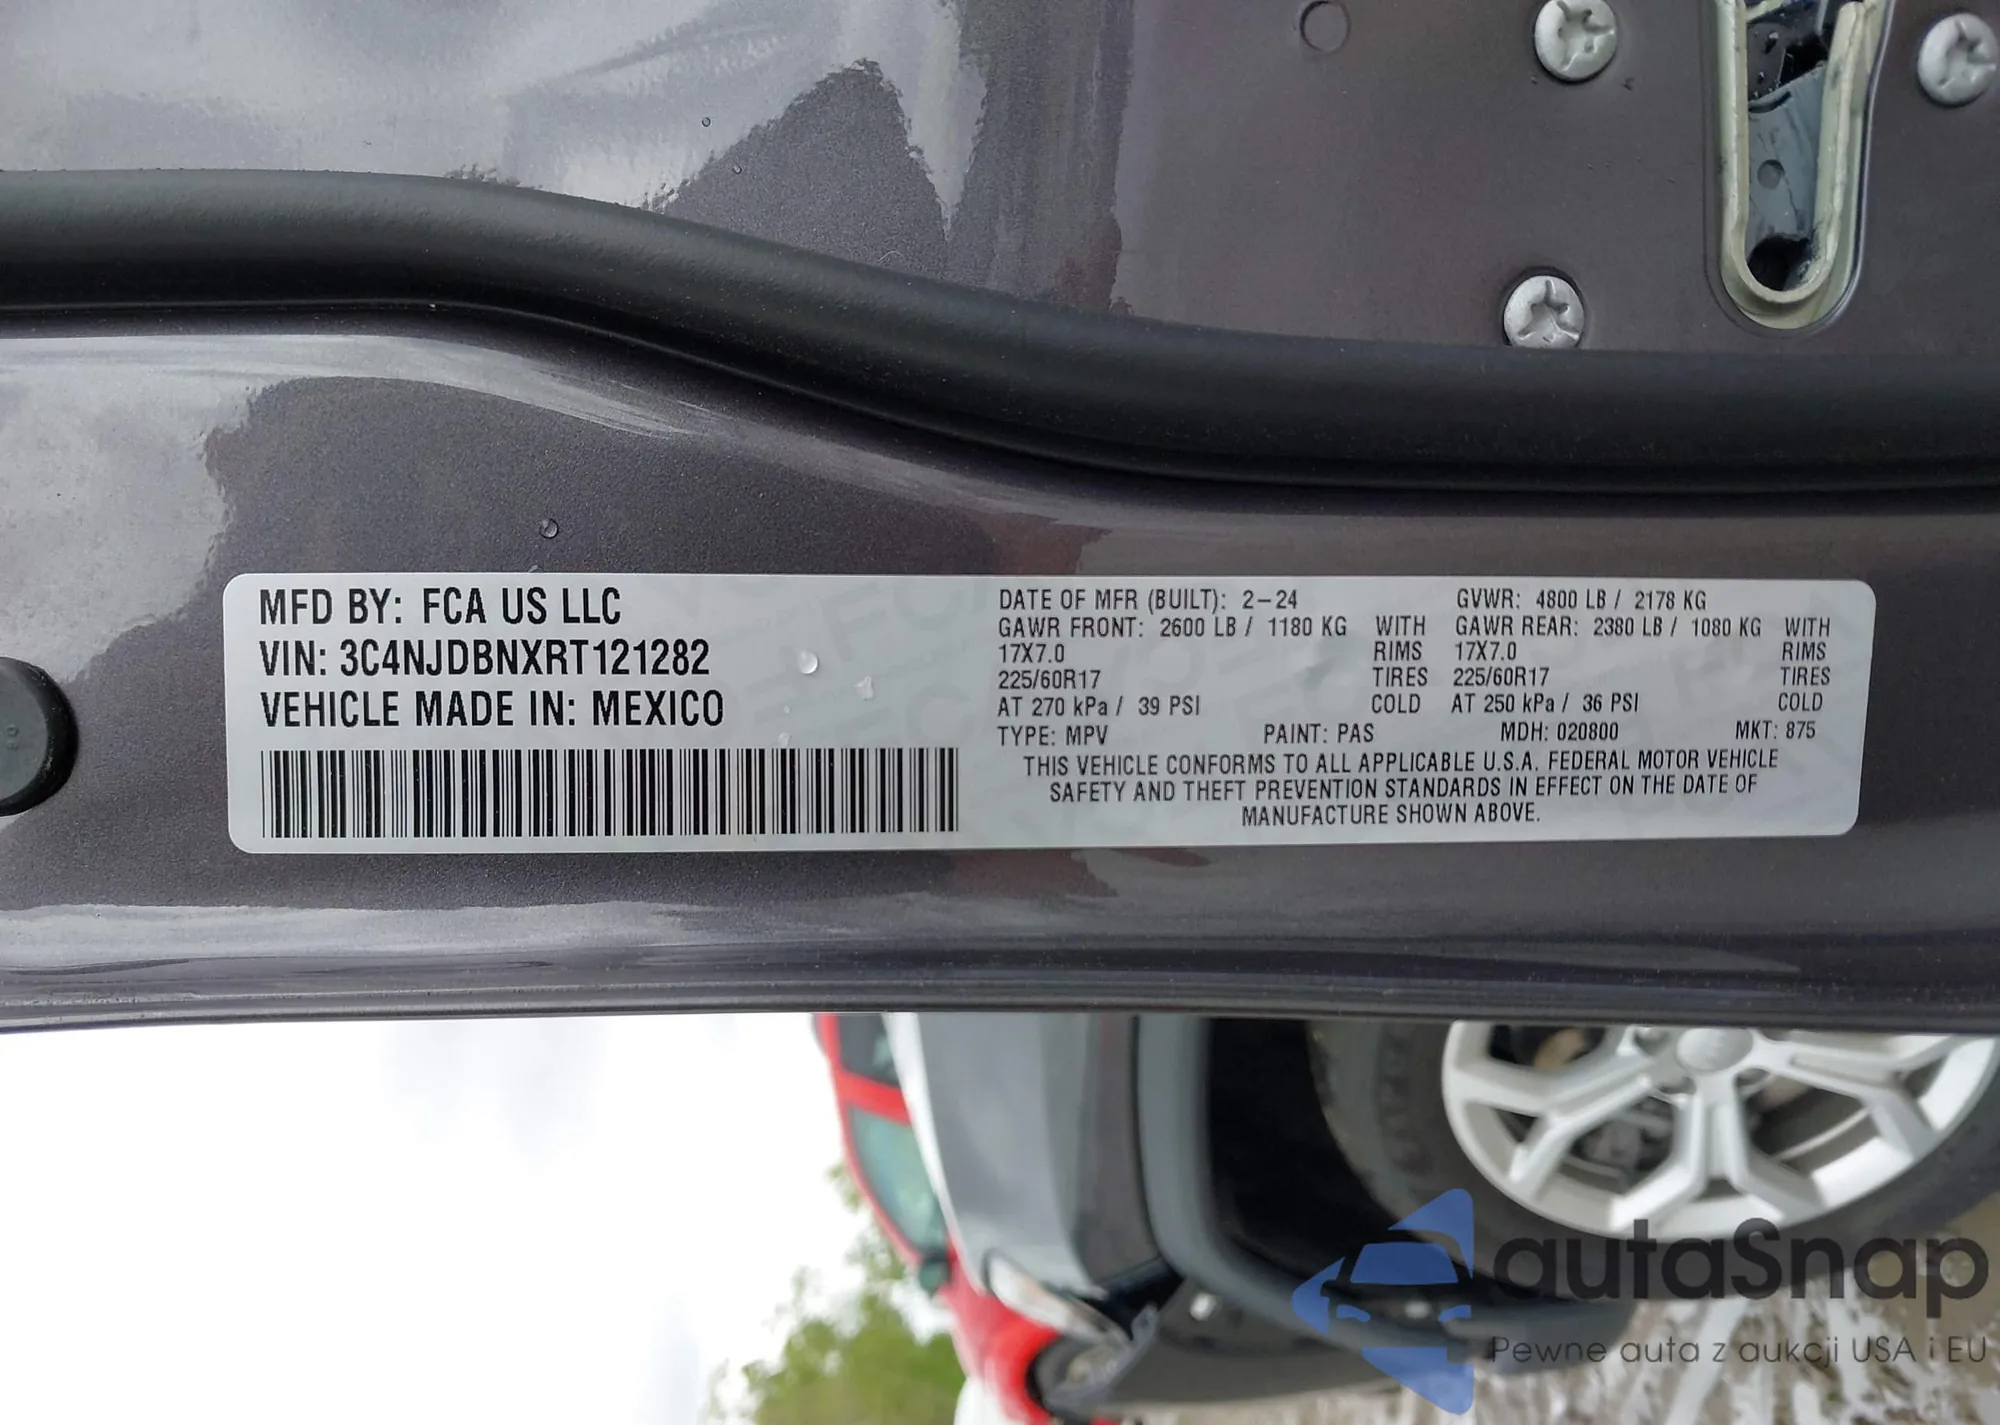 MFD BY: FCA US LLC
VIN: 3C4NJDBNXRT121282
VEHICLE MADE IN: MEXICO
DATE OF MFR (BUILT): 2-24 GVWR: 4800 LB / 2178 KG
GAWR FRONT: 2600 LB / 1180 KG WITH GAWR REAR: 2380 LB / 1080 KG WITH
17X7.0 RIMS 17X7.0 RIMS
225/60R17 TIRES 225/60R17 TIRES
AT 270 kPa / 39 PSI COLD AT 250 kPa / 36 PSI COLD
TYPE: MPV PAINT: PAS MDH: 020800 MKT: 875
THIS VEHICLE CONFORMS TO ALL APPLICABLE U.S.A. FEDERAL MOTOR VEHICLE
SAFETY AND THEFT PREVENTION STANDARDS IN EFFECT ON THE DATE OF
MANUFACTURE SHOWN ABOVE.
autaSnap
Pewne auta z aukcji USA i EU